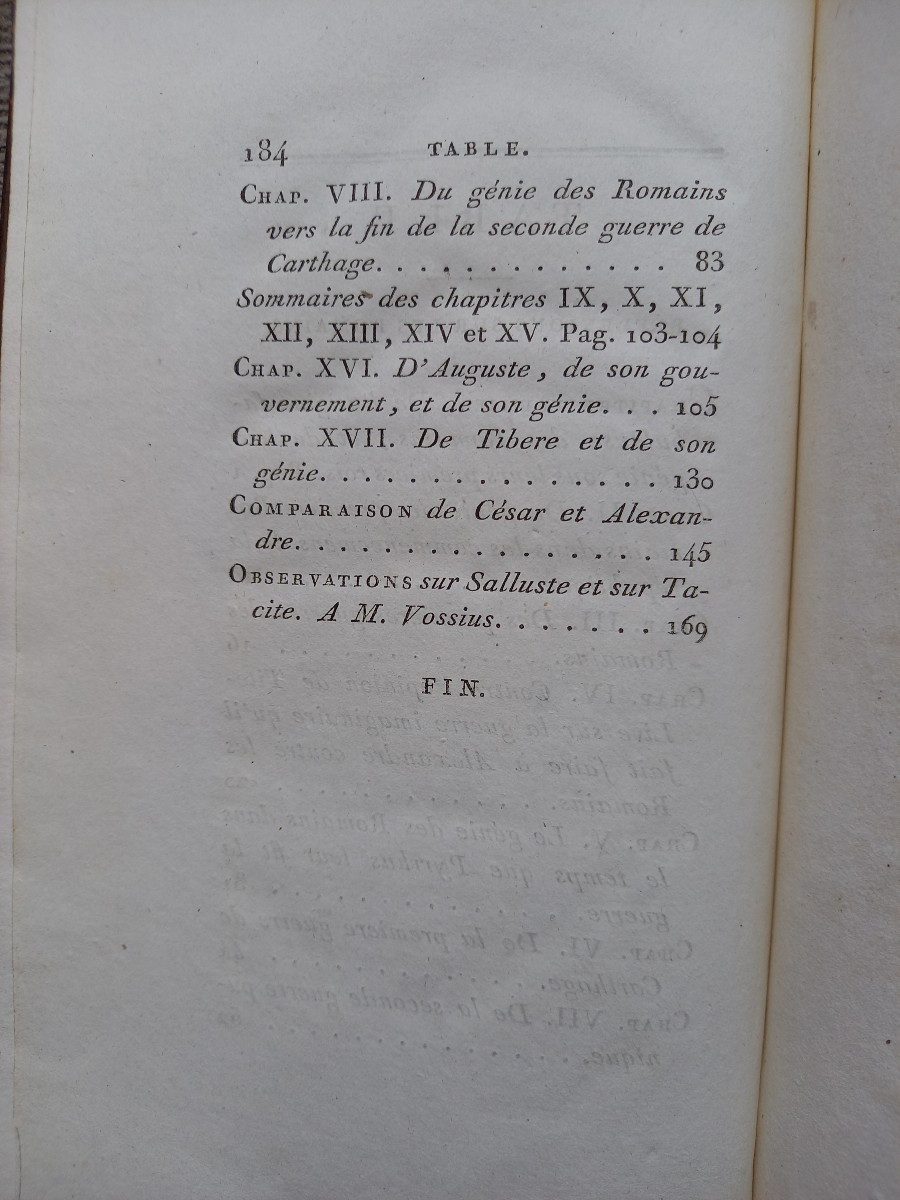 184 TABLE.
CHAP. VIII. Du génie des Romains
vers la fin de la seconde guerre de
Carthage. . . . . . . . . . . . . . 83
Sommaires des chapitres IX, X, XI,
XII, XIII, XIV et XV. Pag. 103-104
CHAP. XVI. D'Auguste, de son gou-
vernement, et de son génie. . . 105
CHAP. XVII. De Tibere et de son
génie. . . . . . . . . . . . . . . . 130
COMPARAISON de César et Alexan-
dre. . . . . . . . . . . . . . . . . 145
OBSERVATIONS sur Salluste et sur Ta-
cite. A M. Vossius. . . . . . . . 169
FIN.